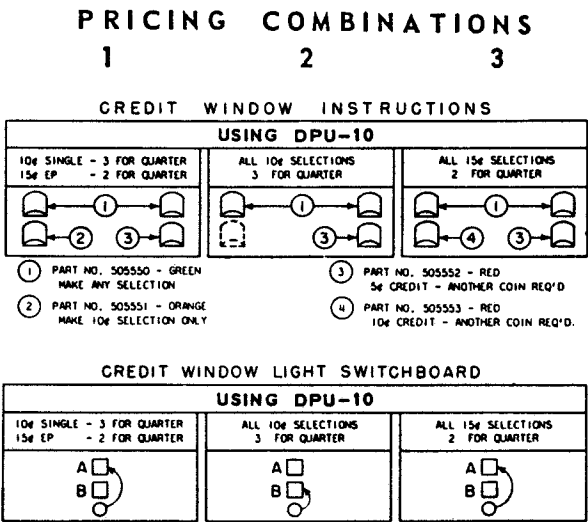 PRICING COMBINATIONS
1 2 3
CREDIT WINDOW INSTRUCTIONS
USING DPU-10
10¢ SINGLE - 3 FOR QUARTER
15¢ EP - 2 FOR QUARTER
ALL 10¢ SELECTIONS
3 FOR QUARTER
ALL 15¢ SELECTIONS
2 FOR QUARTER
1
2 3
1
3
1
4 3
1 PART NO. 505550 - GREEN
MAKE ANY SELECTION
2 PART NO. 505551 - ORANGE
MAKE 10¢ SELECTION ONLY
3 PART NO. 505552 - RED
5¢ CREDIT - ANOTHER COIN REQ'D
4 PART NO. 505553 - RED
10¢ CREDIT - ANOTHER COIN REQ'D.
CREDIT WINDOW LIGHT SWITCHBOARD
USING DPU-10
10¢ SINGLE - 3 FOR QUARTER
15¢ EP - 2 FOR QUARTER
ALL 10¢ SELECTIONS
3 FOR QUARTER
ALL 15¢ SELECTIONS
2 FOR QUARTER
A
B
A
B
A
B